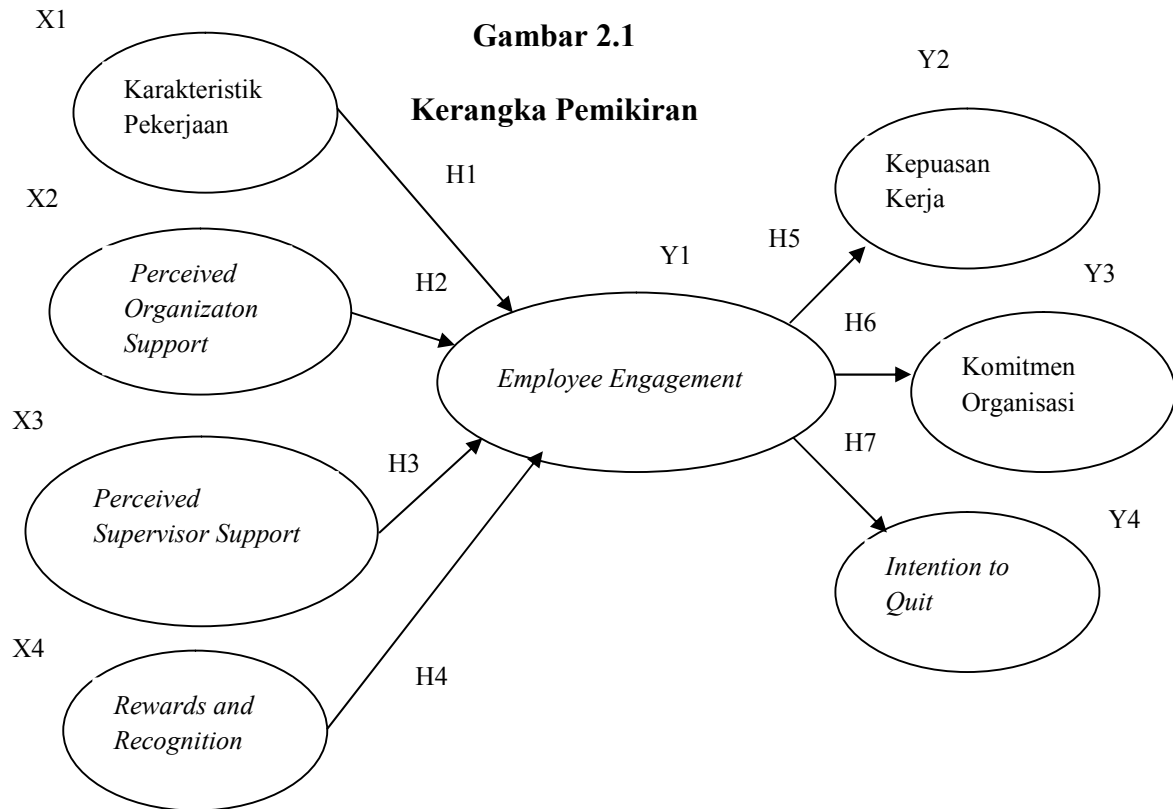 X1
Gambar 2.1
Kerangka Pemikiran
Karakteristik
Pekerjaan
H1
X2
Perceived
Organizaton
Support
H2
X3
Perceived
Supervisor Support
H3
X4
Rewards and
Recognition
H4
Y1
Employee Engagement
Y2
Kepuasan
Kerja
H5
Y3
Komitmen
Organisasi
H6
Y4
Intention to
Quit
H7